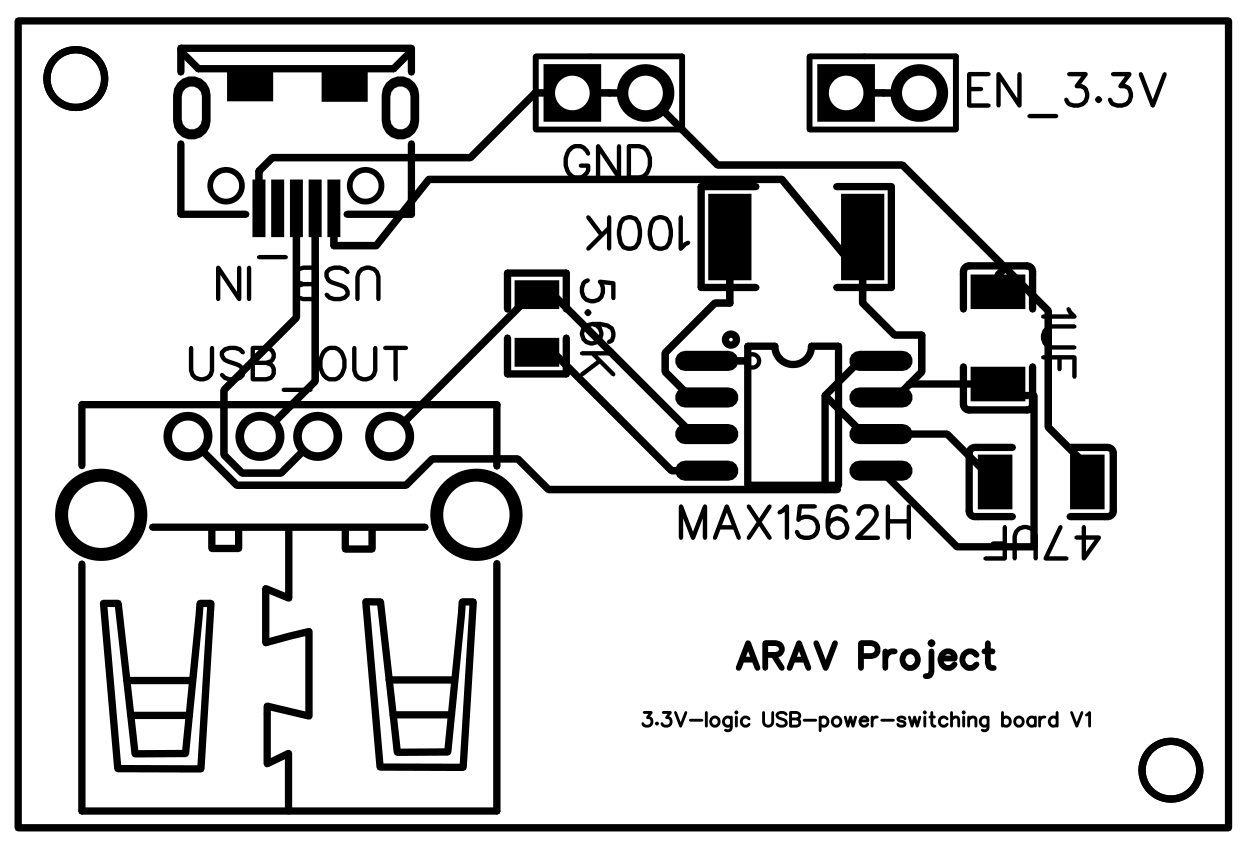 EN_3.3V
GND
100K
USB_IN
5.6K
1UF
USB_OUT
MAX1562H
47UF
ARAV Project
3.3V-logic USB-power-switching board V1